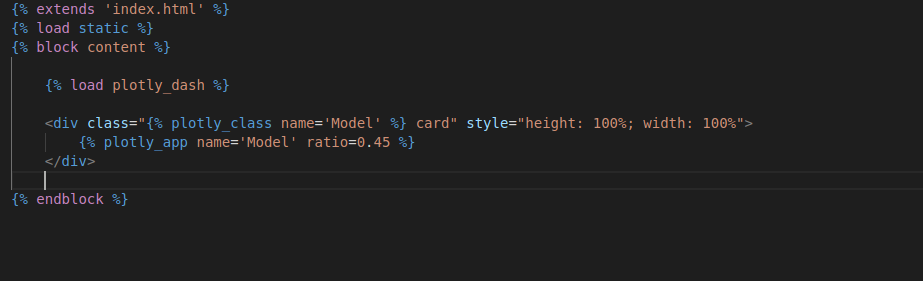 {% extends 'index.html' %}
{% load static %}
{% block content %}
{% load plotly_dash %}
<div class="{% plotly_class name='Model' %} card" style="height: 100%; width: 100%">
{% plotly_app name='Model' ratio=0.45 %}
</div>
{% endblock %}